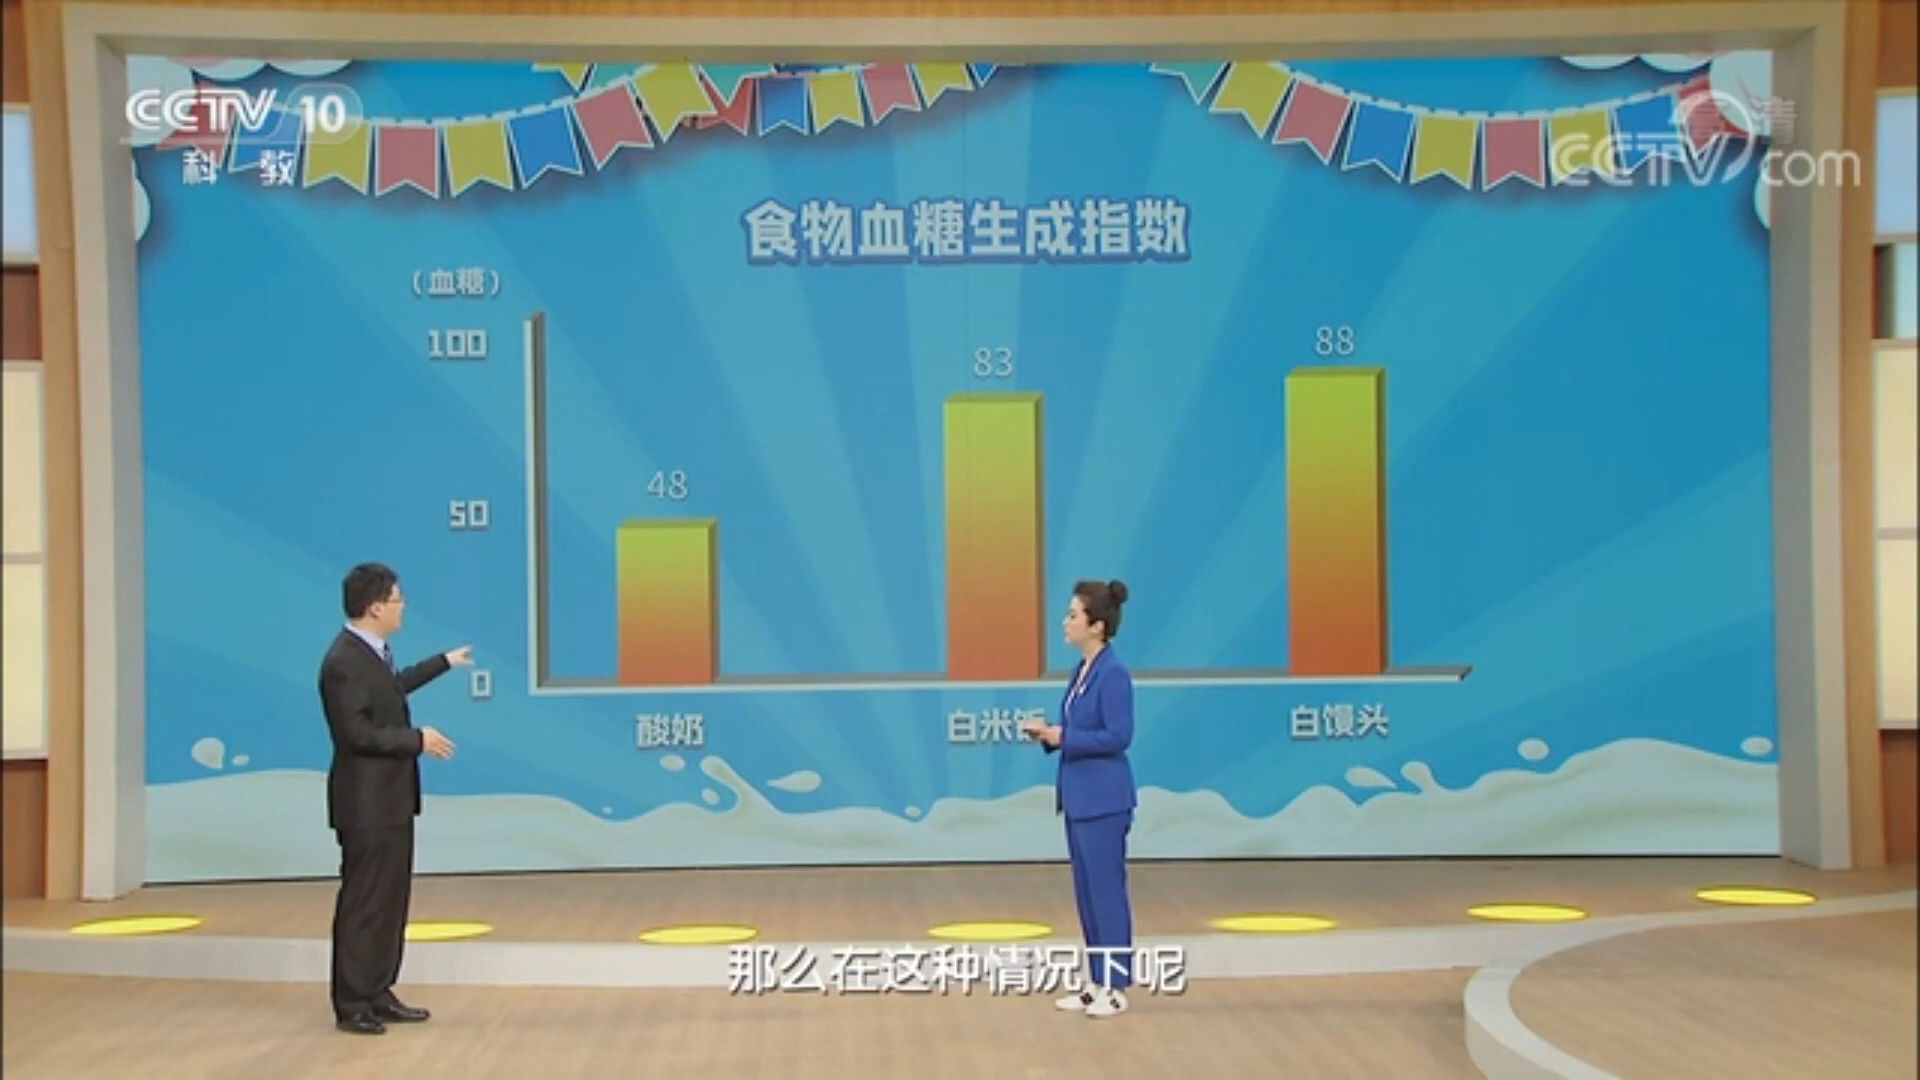 CCTV 10
科 教
高清
CCTV.com
食物血糖生成指数
(血糖)
100
50
0
48
83
88
酸奶
白米饭
白馒头
那么在这种情况下呢